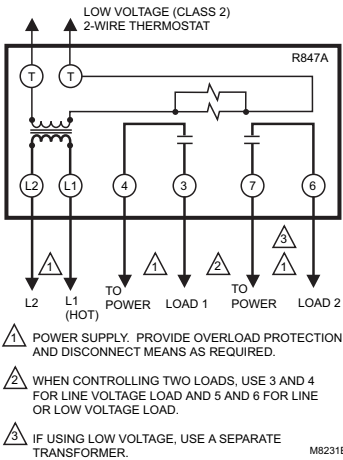 LOW VOLTAGE (CLASS 2)
2-WIRE THERMOSTAT
R847A
T T
L2 L1 4 3 7 6
1 1 2 3 1
L2 L1 (HOT) TO POWER LOAD 1 TO POWER LOAD 2
1 POWER SUPPLY. PROVIDE OVERLOAD PROTECTION
AND DISCONNECT MEANS AS REQUIRED.
2 WHEN CONTROLLING TWO LOADS, USE 3 AND 4
FOR LINE VOLTAGE LOAD AND 5 AND 6 FOR LINE
OR LOW VOLTAGE LOAD.
3 IF USING LOW VOLTAGE, USE A SEPARATE
TRANSFORMER.
M8231B